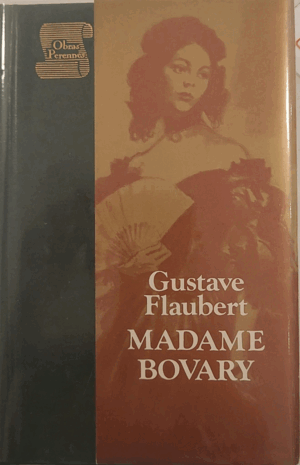 Obras
Perennes
Gustave
Flaubert
MADAME
BOVARY